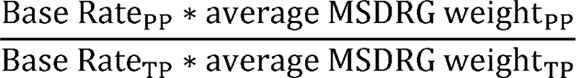 Base Rate_PP ∗ average MSDRG weight_PP
Base Rate_TP ∗ average MSDRG weight_TP